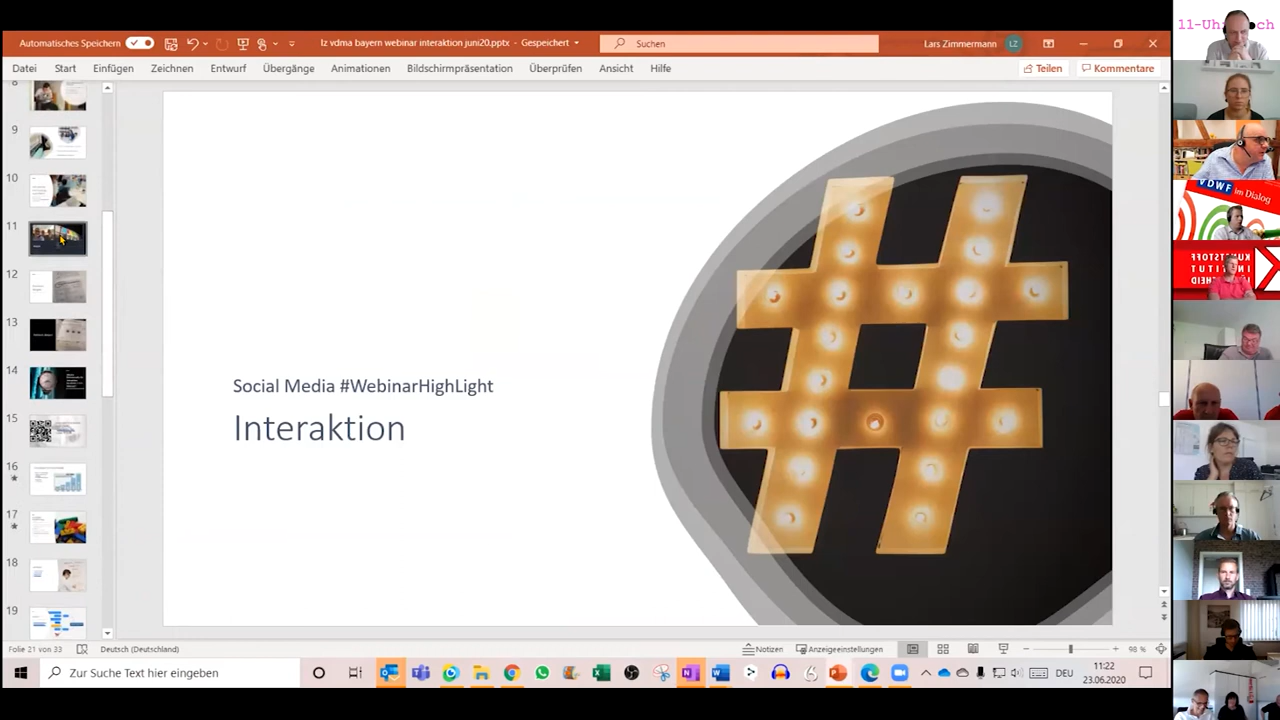 Automatisches Speichern
lz vdma bayern webinar interaktion juni20.pptx - Gespeichert
Suchen
Lars Zimmermann
LZ
Datei Start Einfügen Zeichnen Entwurf Übergänge Animationen Bildschirmpräsentation Überprüfen Ansicht Hilfe
Teilen
Kommentare
8
9
10
11
12
13
14
15
16
17
18
19
Social Media #WebinarHighLight
Interaktion
#
Folie 21 von 33
Deutsch (Deutschland)
Notizen
Anzeigeeinstellungen
98 %
Zur Suche Text hier eingeben
DEU
11:22
23.06.2020
VDWF
im Dialog
KUNSTSTOFF
INSTITUT